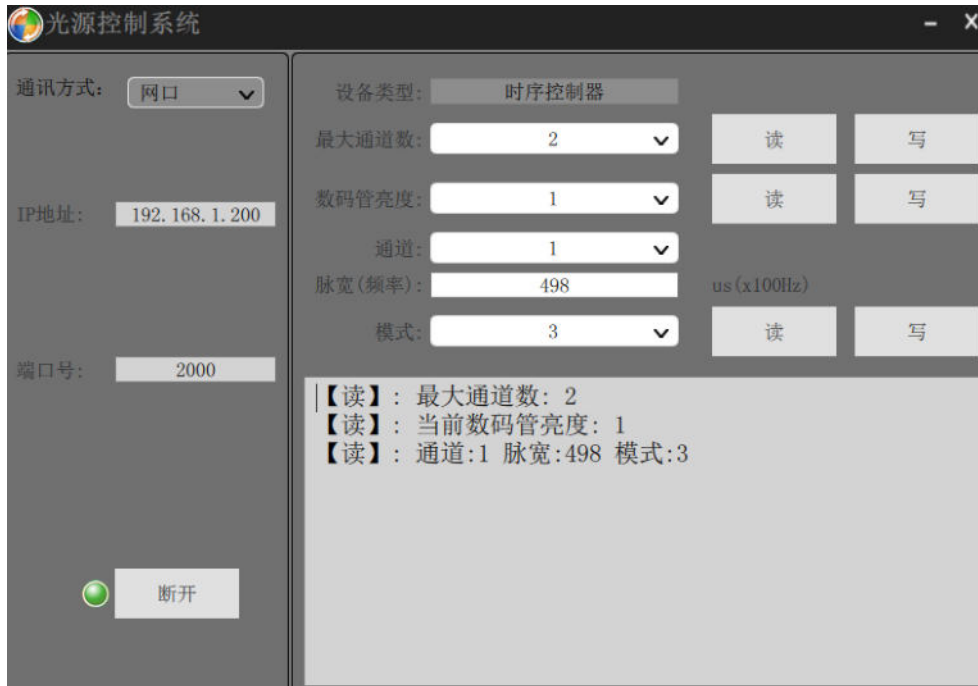 光源控制系统
通讯方式： 网口
IP地址: 192.168.1.200
端口号: 2000
断开
设备类型: 时序控制器
最大通道数: 2 读 写
数码管亮度: 1 读 写
通道: 1
脉宽(频率): 498 us(x100Hz)
模式: 3 读 写
【读】: 最大通道数: 2
【读】: 当前数码管亮度: 1
【读】: 通道:1 脉宽:498 模式:3